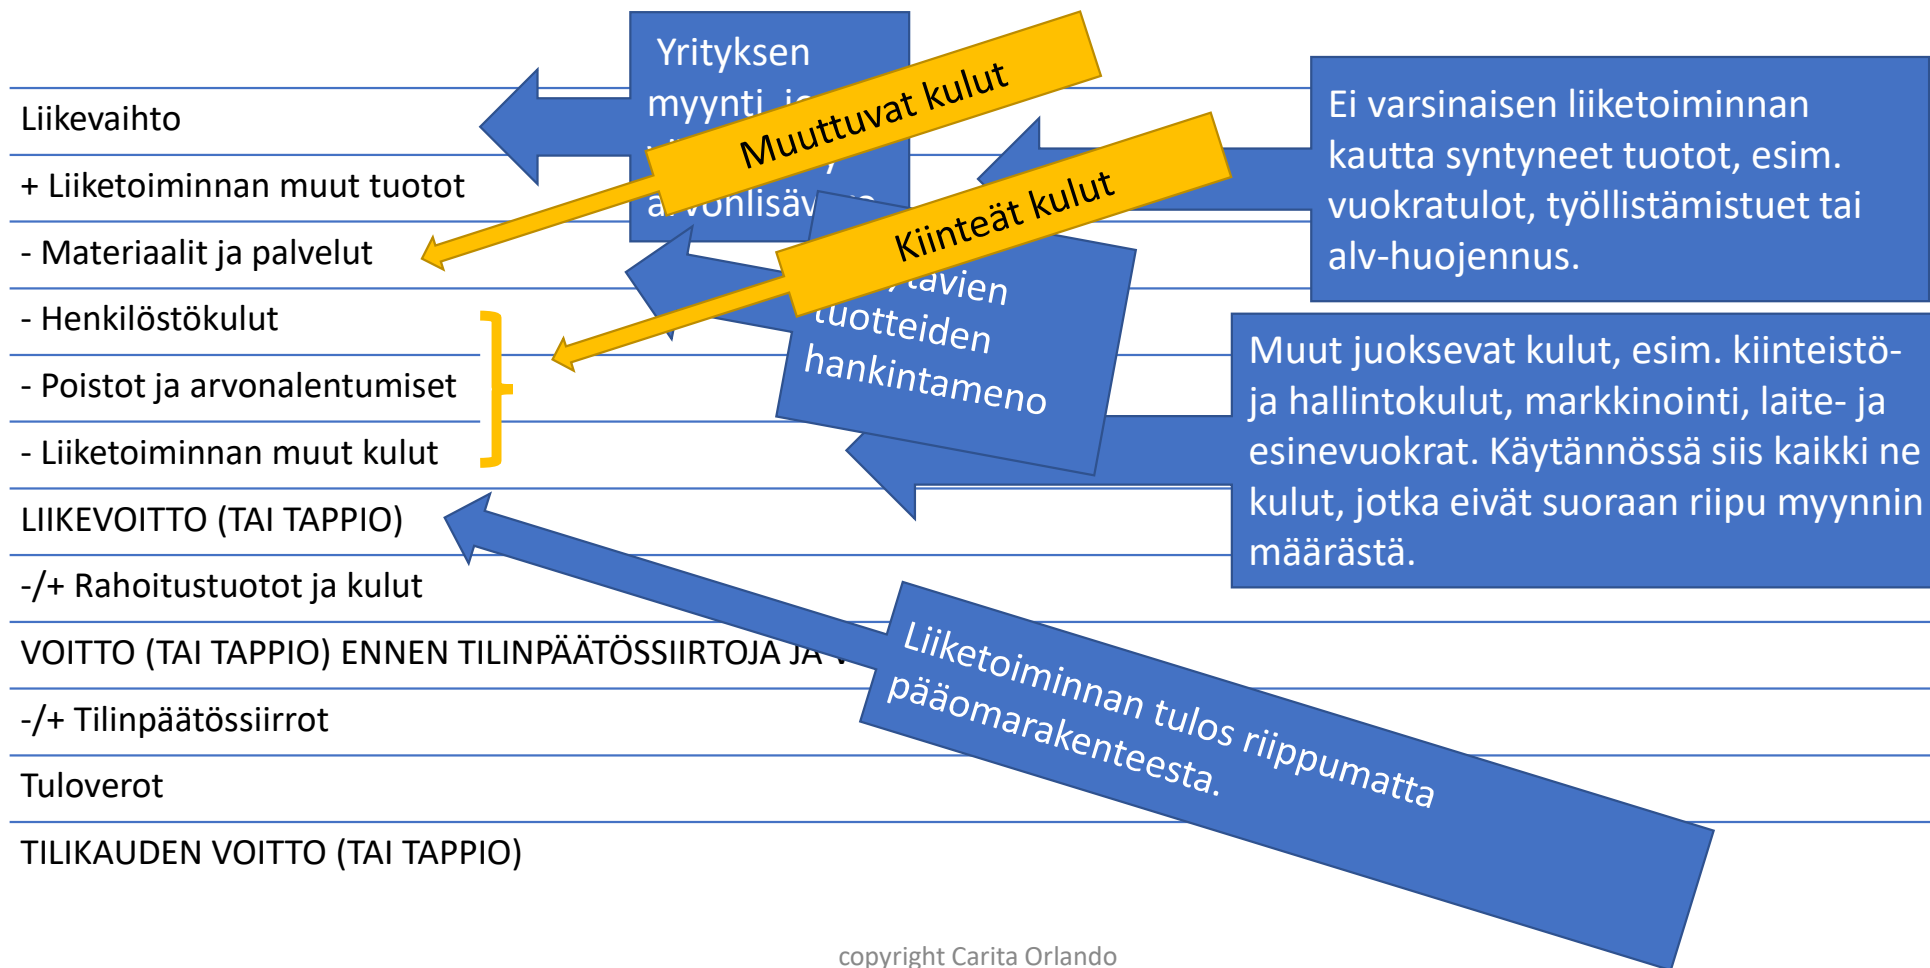 Liikevaihto
+ Liiketoiminnan muut tuotot
- Materiaalit ja palvelut
- Henkilöstökulut
- Poistot ja arvonalentumiset
- Liiketoiminnan muut kulut
LIIKEVOITTO (TAI TAPPIO)
-/+ Rahoitustuotot ja kulut
VOITTO (TAI TAPPIO) ENNEN TILINPÄÄTÖSSIIRTOJA JA
-/+ Tilinpäätössiirrot
Tuloverot
TILIKAUDEN VOITTO (TAI TAPPIO)
Yrityksen
myynti
Muuttuvat kulut
Kiinteät kulut
tuotteiden
hankintameno
Ei varsinaisen liiketoiminnan
kautta syntyneet tuotot, esim.
vuokratulot, työllistämistuet tai
alv-huojennus.
Muut juoksevat kulut, esim. kiinteistö-
ja hallintokulut, markkinointi, laite- ja
esinevuokrat. Käytännössä siis kaikki ne
kulut, jotka eivät suoraan riipu myynnin
määrästä.
Liiketoiminnan tulos riippumatta
pääomarakenteesta.
copyright Carita Orlando